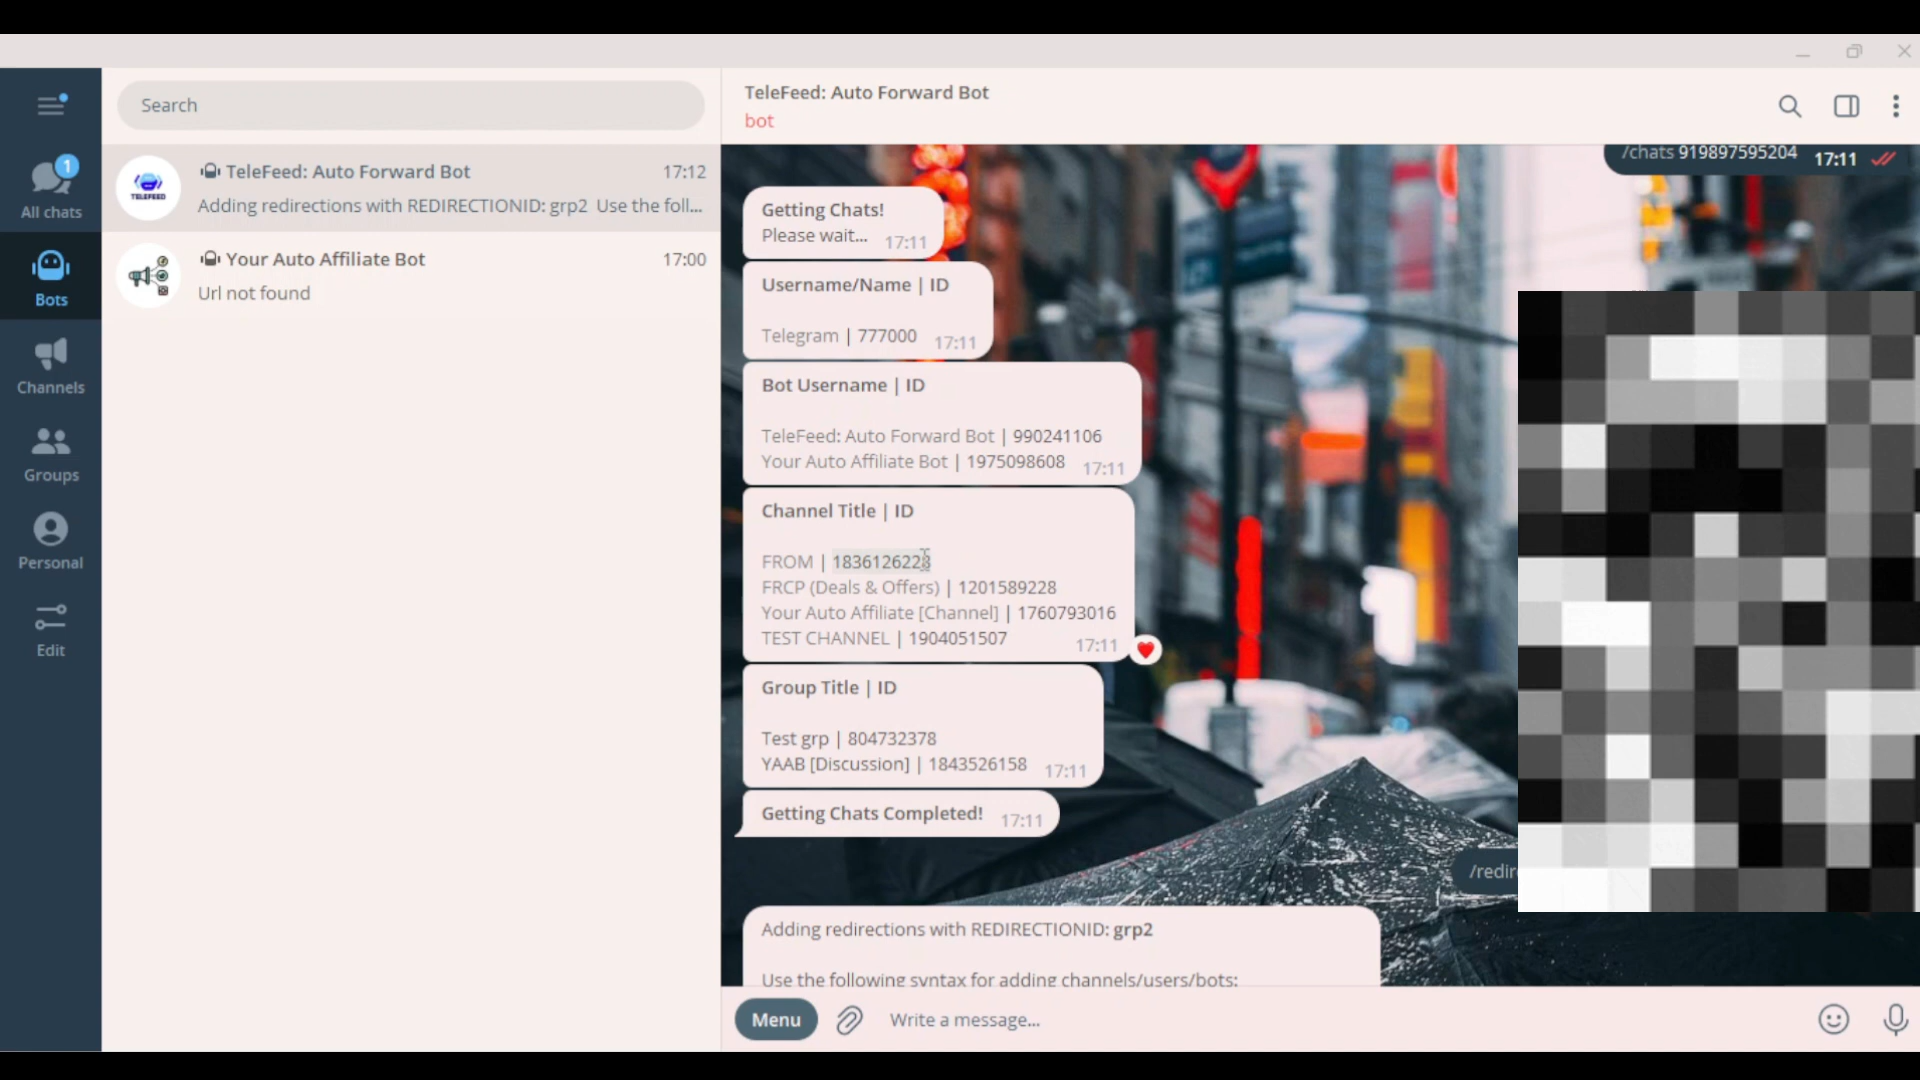 Search
TeleFeed: Auto Forward Bot
bot
1
All chats
Bots
Channels
Groups
Personal
Edit
TELEFEED
TeleFeed: Auto Forward Bot 17:12
Adding redirections with REDIRECTIONID: grp2 Use the foll...
Your Auto Affiliate Bot 17:00
Url not found
/chats 919897595204 17:11
Getting Chats!
Please wait... 17:11
Username/Name | ID
Telegram | 777000 17:11
Bot Username | ID
TeleFeed: Auto Forward Bot | 990241106
Your Auto Affiliate Bot | 1975098608 17:11
Channel Title | ID
FROM | 1836126228
FRCP (Deals & Offers) | 1201589228
Your Auto Affiliate [Channel] | 1760793016
TEST CHANNEL | 1904051507 17:11
Group Title | ID
Test grp | 804732378
YAAB [Discussion] | 1843526158 17:11
Getting Chats Completed! 17:11
/redir
Adding redirections with REDIRECTIONID: grp2
Use the following syntax for adding channels/users/bots:
Menu
Write a message...